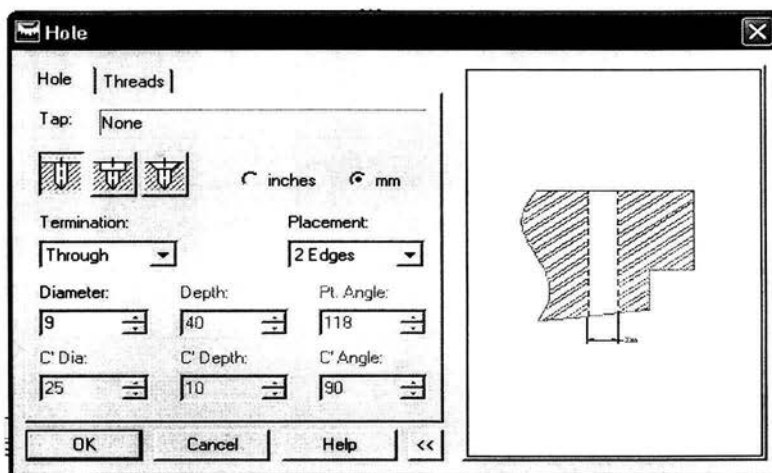 Hole
Hole Threads
Tap: None
inches mm
Termination: Placement:
Through 2 Edges
Diameter: Depth: Pt. Angle:
9 40 118
C' Dia: C' Depth: C' Angle:
25 10 90
OK Cancel Help <<